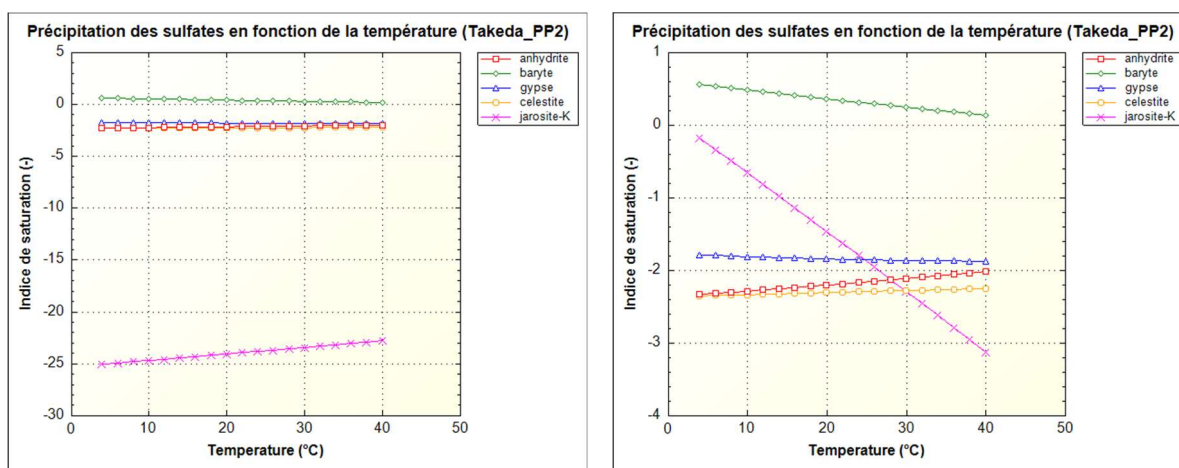 Précipitation des sulfates en fonction de la température (Takeda_PP2)
5
0
-5
-10
-15
-20
-25
-30
Indice de saturation (-)
0 10 20 30 40 50
Temperature (°C)
anhydrite
baryte
gypse
celestite
jarosite-K
Précipitation des sulfates en fonction de la température (Takeda_PP2)
1
0
-1
-2
-3
-4
Indice de saturation (-)
0 10 20 30 40 50
Temperature (°C)
anhydrite
baryte
gypse
celestite
jarosite-K